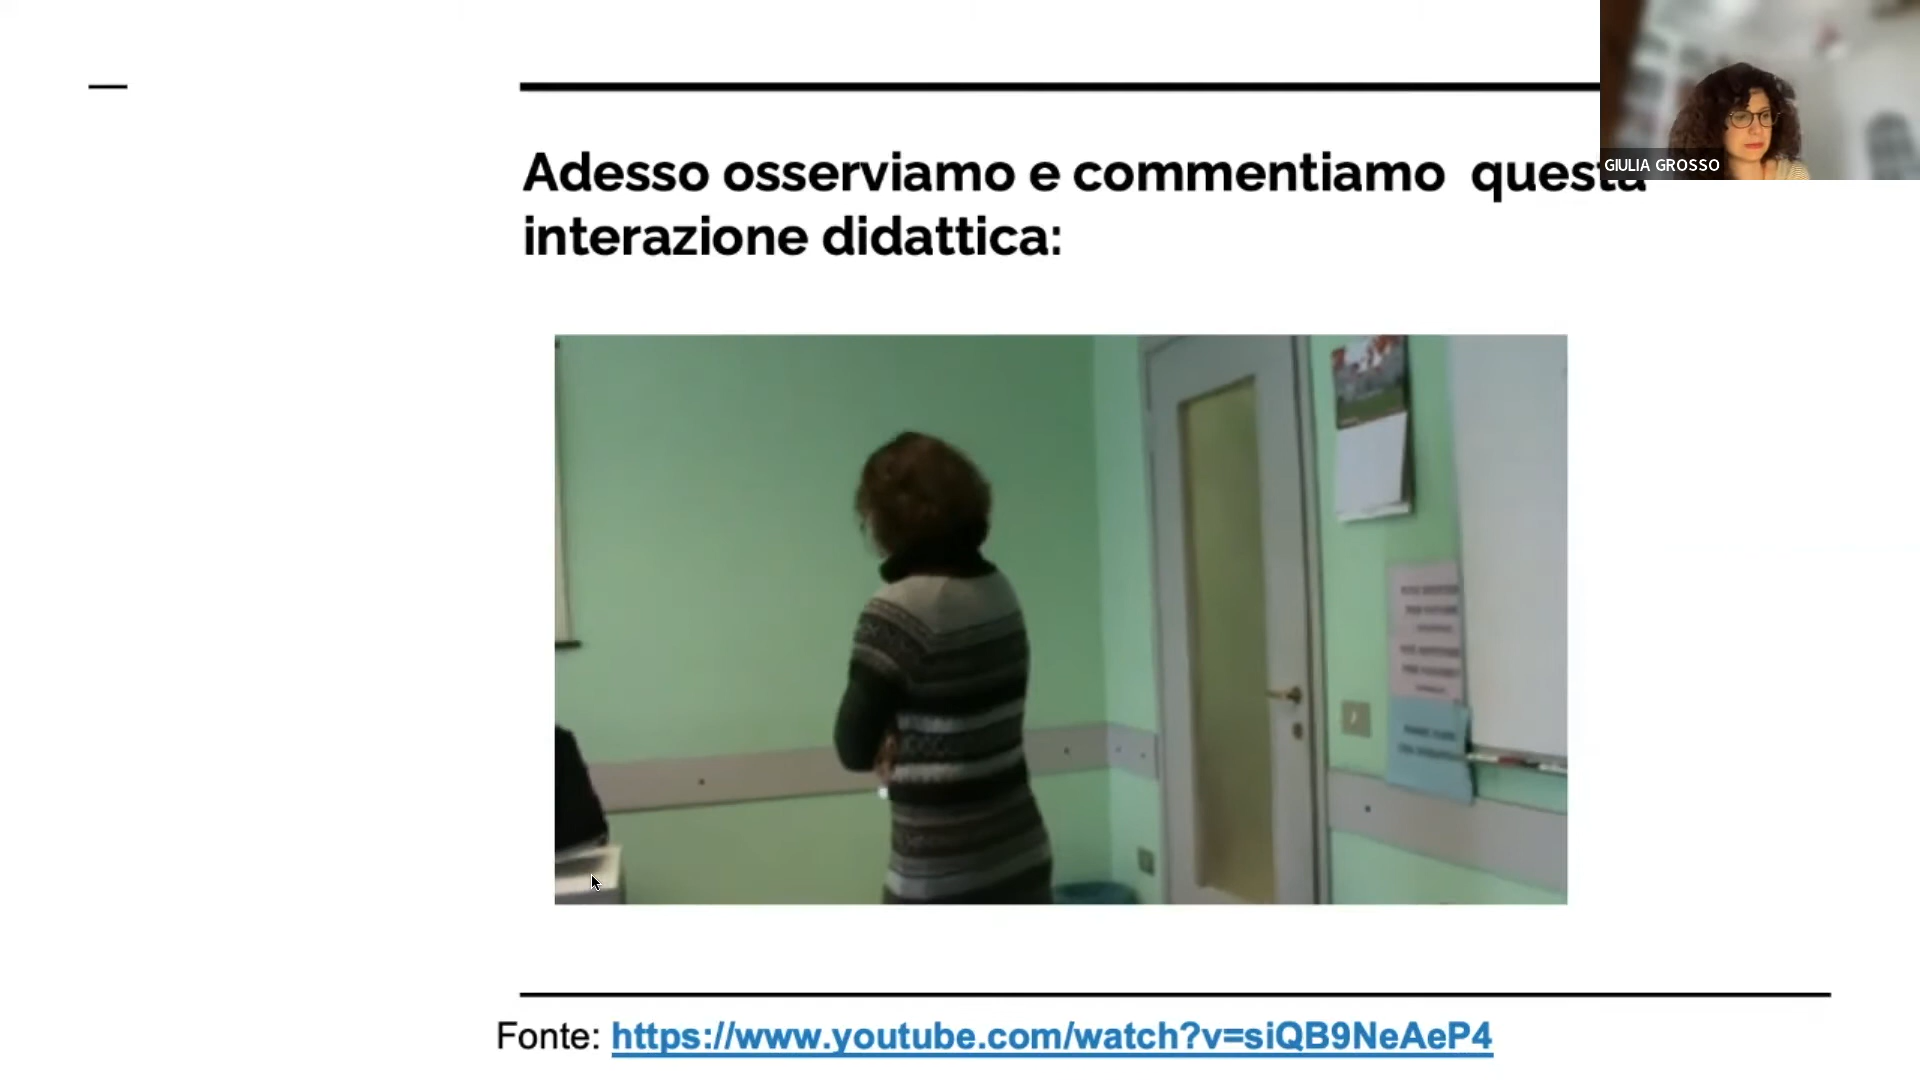 Adesso osserviamo e commentiamo questa
interazione didattica:
GIULIA GROSSO
Fonte: https://www.youtube.com/watch?v=siQB9NeAeP4